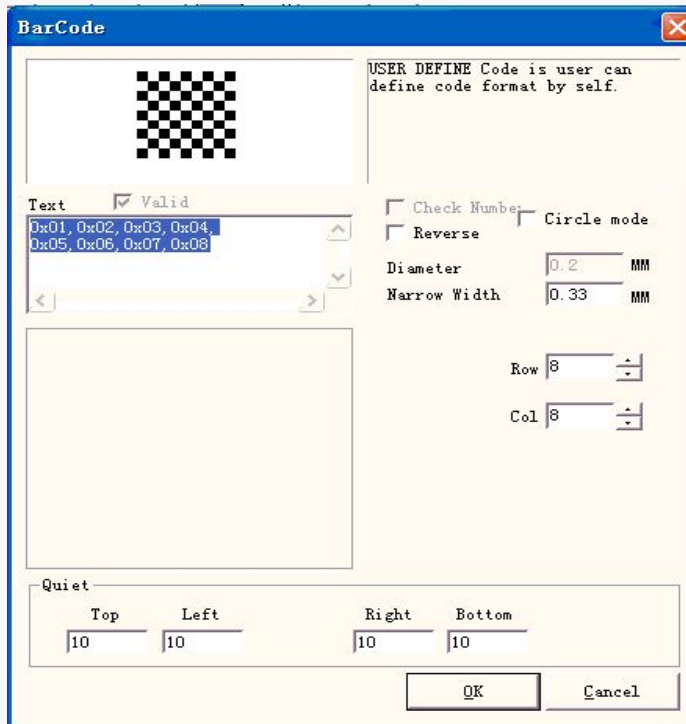 BarCode
USER DEFINE Code is user can
define code format by self.
Text
Valid
0x01, 0x02, 0x03, 0x04,
0x05, 0x06, 0x07, 0x08
Check Number
Circle mode
Reverse
Diameter 0.2 MM
Narrow Width 0.33 MM
Row 8
Col 8
Quiet
Top Left Right Bottom
10 10 10 10
OK Cancel